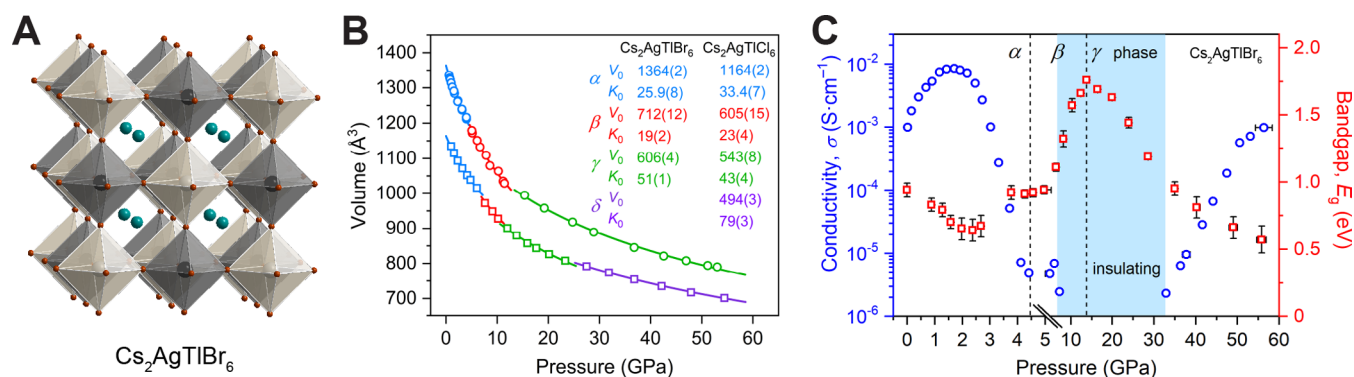 A
Cs₂AgTlBr₆
B
Cs₂AgTlBr₆ Cs₂AgTlCl₆
α V₀ 1364(2) 1164(2)
K₀ 25.9(8) 33.4(7)
β V₀ 712(12) 605(15)
K₀ 19(2) 23(4)
γ V₀ 606(4) 543(8)
K₀ 51(1) 43(4)
δ V₀ 494(3)
K₀ 79(3)
Volume (Å³)
1400
1300
1200
1100
1000
900
800
700
0 10 20 30 40 50 60
Pressure (GPa)
C
α β γ phase Cs₂AgTlBr₆
insulating
Conductivity, σ (S·cm⁻¹)
10⁻²
10⁻³
10⁻⁴
10⁻⁵
10⁻⁶
0 1 2 3 4 5 10 20 30 40 50 60
Pressure (GPa)
2.0
1.5
1.0
0.5
0
Bandgap, E_g (eV)